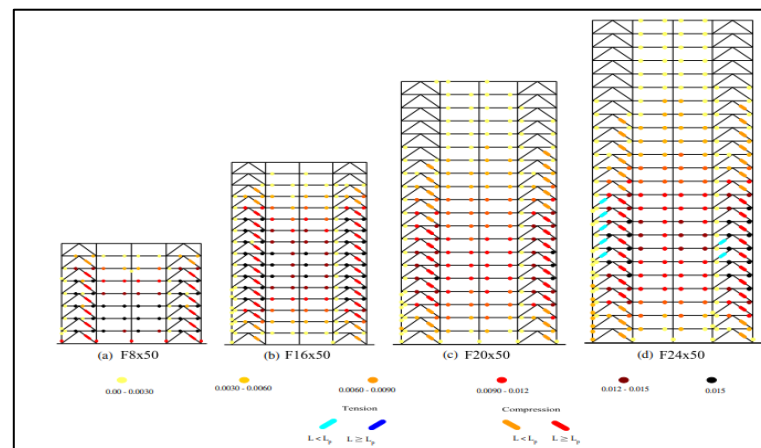 (a) F8x50 (b) F16x50 (c) F20x50 (d) F24x50
0.00 - 0.0030 0.0030 - 0.0060 0.0060 - 0.0090 0.0090 - 0.012 0.012 - 0.015 0.015
Tension Compression
L < Lp L ≥ Lp L < Lp L ≥ Lp